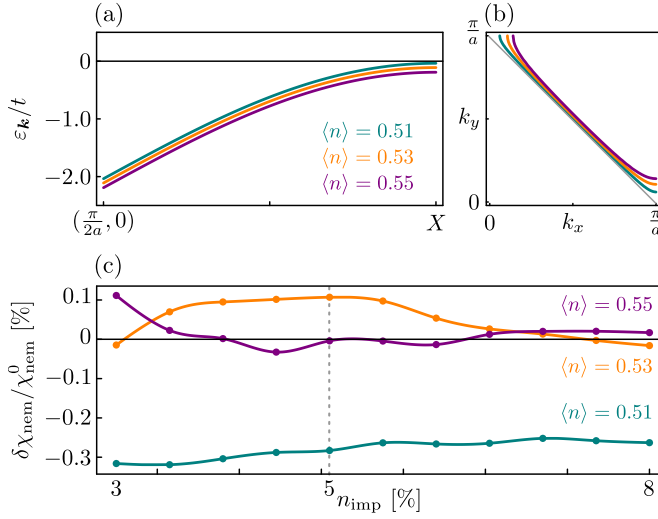 (a)
0
−1.0
−2.0
ε_k/t
⟨n⟩ = 0.51
⟨n⟩ = 0.53
⟨n⟩ = 0.55
(π/2a, 0)
X
(b)
π/a
k_y
0
0
k_x
π/a
(c)
0.1
0
−0.1
−0.2
−0.3
δχ_nem/χ⁰_nem [%]
⟨n⟩ = 0.55
⟨n⟩ = 0.53
⟨n⟩ = 0.51
3
5
8
n_imp [%]